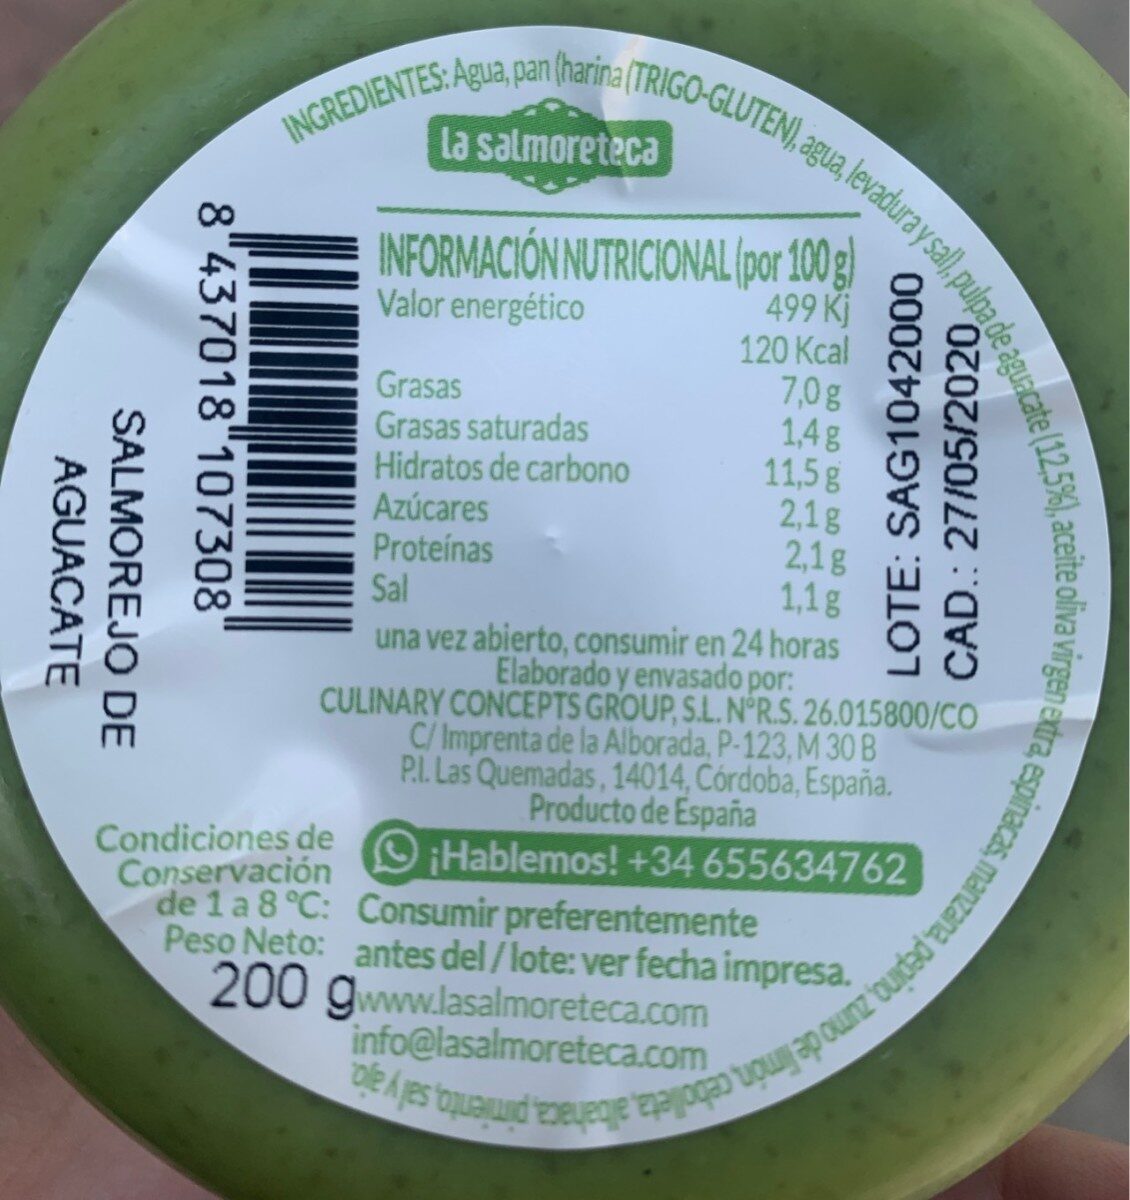 INGREDIENTES: Agua, pan (harina (TRIGO-GLUTEN), agua, levadura y sal), pulpa de aguacate (12,5%), aceite oliva virgen extra, espinacas, manzana, pepino, zumo de limón, cebolleta, albahaca, pimiento, sal y ajo.
la salmoreteca
INFORMACIÓN NUTRICIONAL (por 100 g)
Valor energético 499 Kj
120 Kcal
Grasas 7,0 g
Grasas saturadas 1,4 g
Hidratos de carbono 11,5 g
Azúcares 2,1 g
Proteínas 2,1 g
Sal 1,1 g
una vez abierto, consumir en 24 horas
Elaborado y envasado por:
CULINARY CONCEPTS GROUP, S.L. NºR.S. 26.015800/CO
C/ Imprenta de la Alborada, P-123, M 30 B
P.I. Las Quemadas, 14014, Córdoba, España.
Producto de España
¡Hablemos! +34 655634762
Consumir preferentemente
antes del / lote: ver fecha impresa.
www.lasalmoreteca.com
info@lasalmoreteca.com
Condiciones de
Conservación
de 1 a 8 ºC:
Peso Neto:
200 g
8 437018 107308
SALMOREJO DE
AGUACATE
LOTE: SAG1042000
CAD.: 27/05/2020